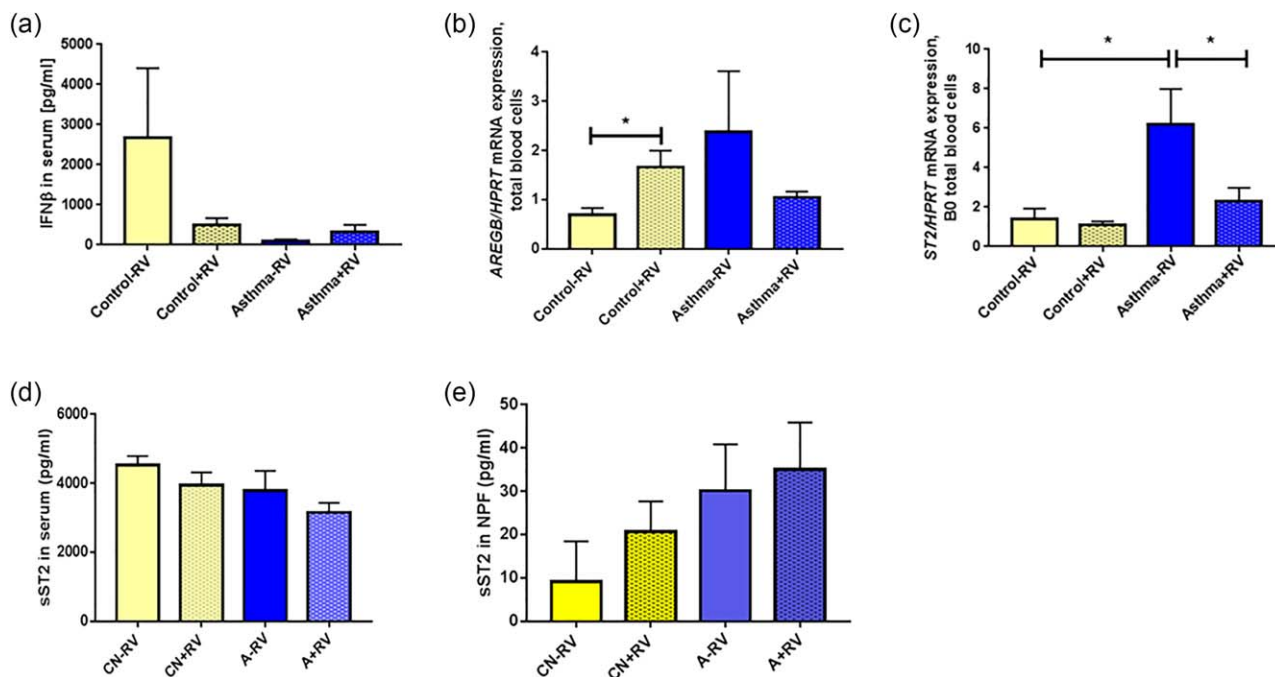 (a)
IFNβ in serum [pg/ml]
5000
4000
3000
2000
1000
0
Control-RV
Control+RV
Asthma-RV
Asthma+RV
(b)
AREGB/HPRT mRNA expression,
total blood cells
4
3
2
1
0
*
Control-RV
Control+RV
Asthma-RV
Asthma+RV
(c)
ST2/HPRT mRNA expression,
B0 total blood cells
10
8
6
4
2
0
*
*
Control-RV
Control+RV
Asthma-RV
Asthma+RV
(d)
sST2 in serum (pg/ml)
6000
4000
2000
0
CN-RV
CN+RV
A-RV
A+RV
(e)
sST2 in NPF (pg/ml)
50
40
30
20
10
0
CN-RV
CN+RV
A-RV
A+RV